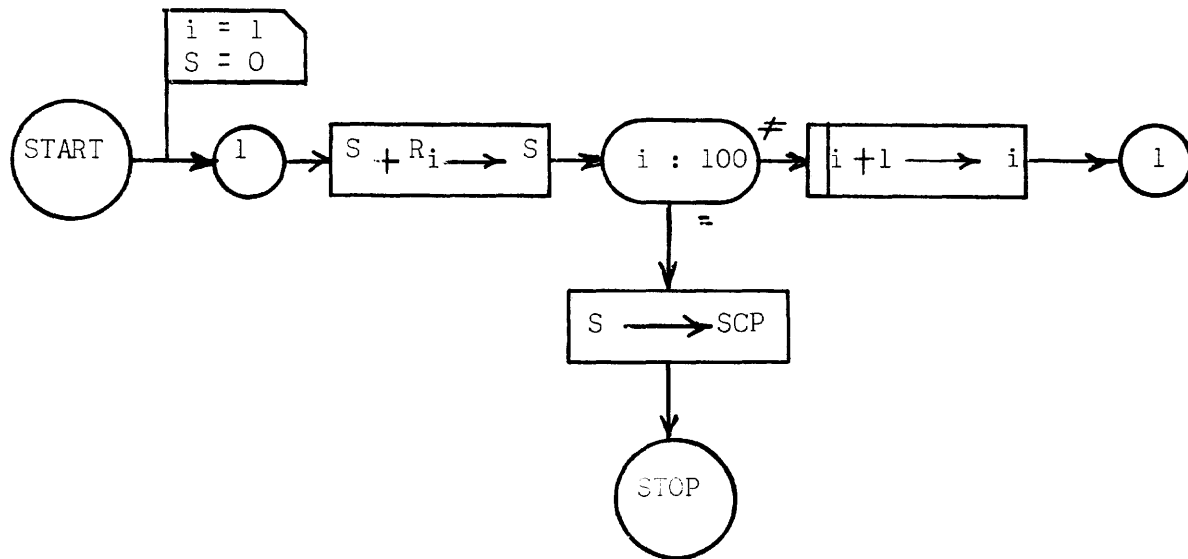 i = 1
S = 0
START
1
S + Ri → S
i : 100
≠
i + 1 → i
1
=
S → SCP
STOP